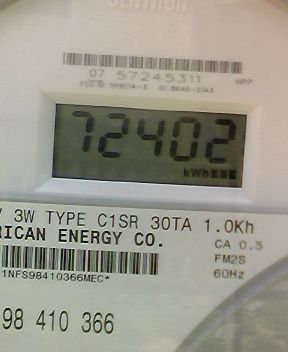 CENTRON
07 57245311
72402
kWh
3W TYPE C1SR 30TA 1.0Kh
RICAN ENERGY CO.
CA 0.5
FM2S
60Hz
1NFS98410366MEC*
98 410 366